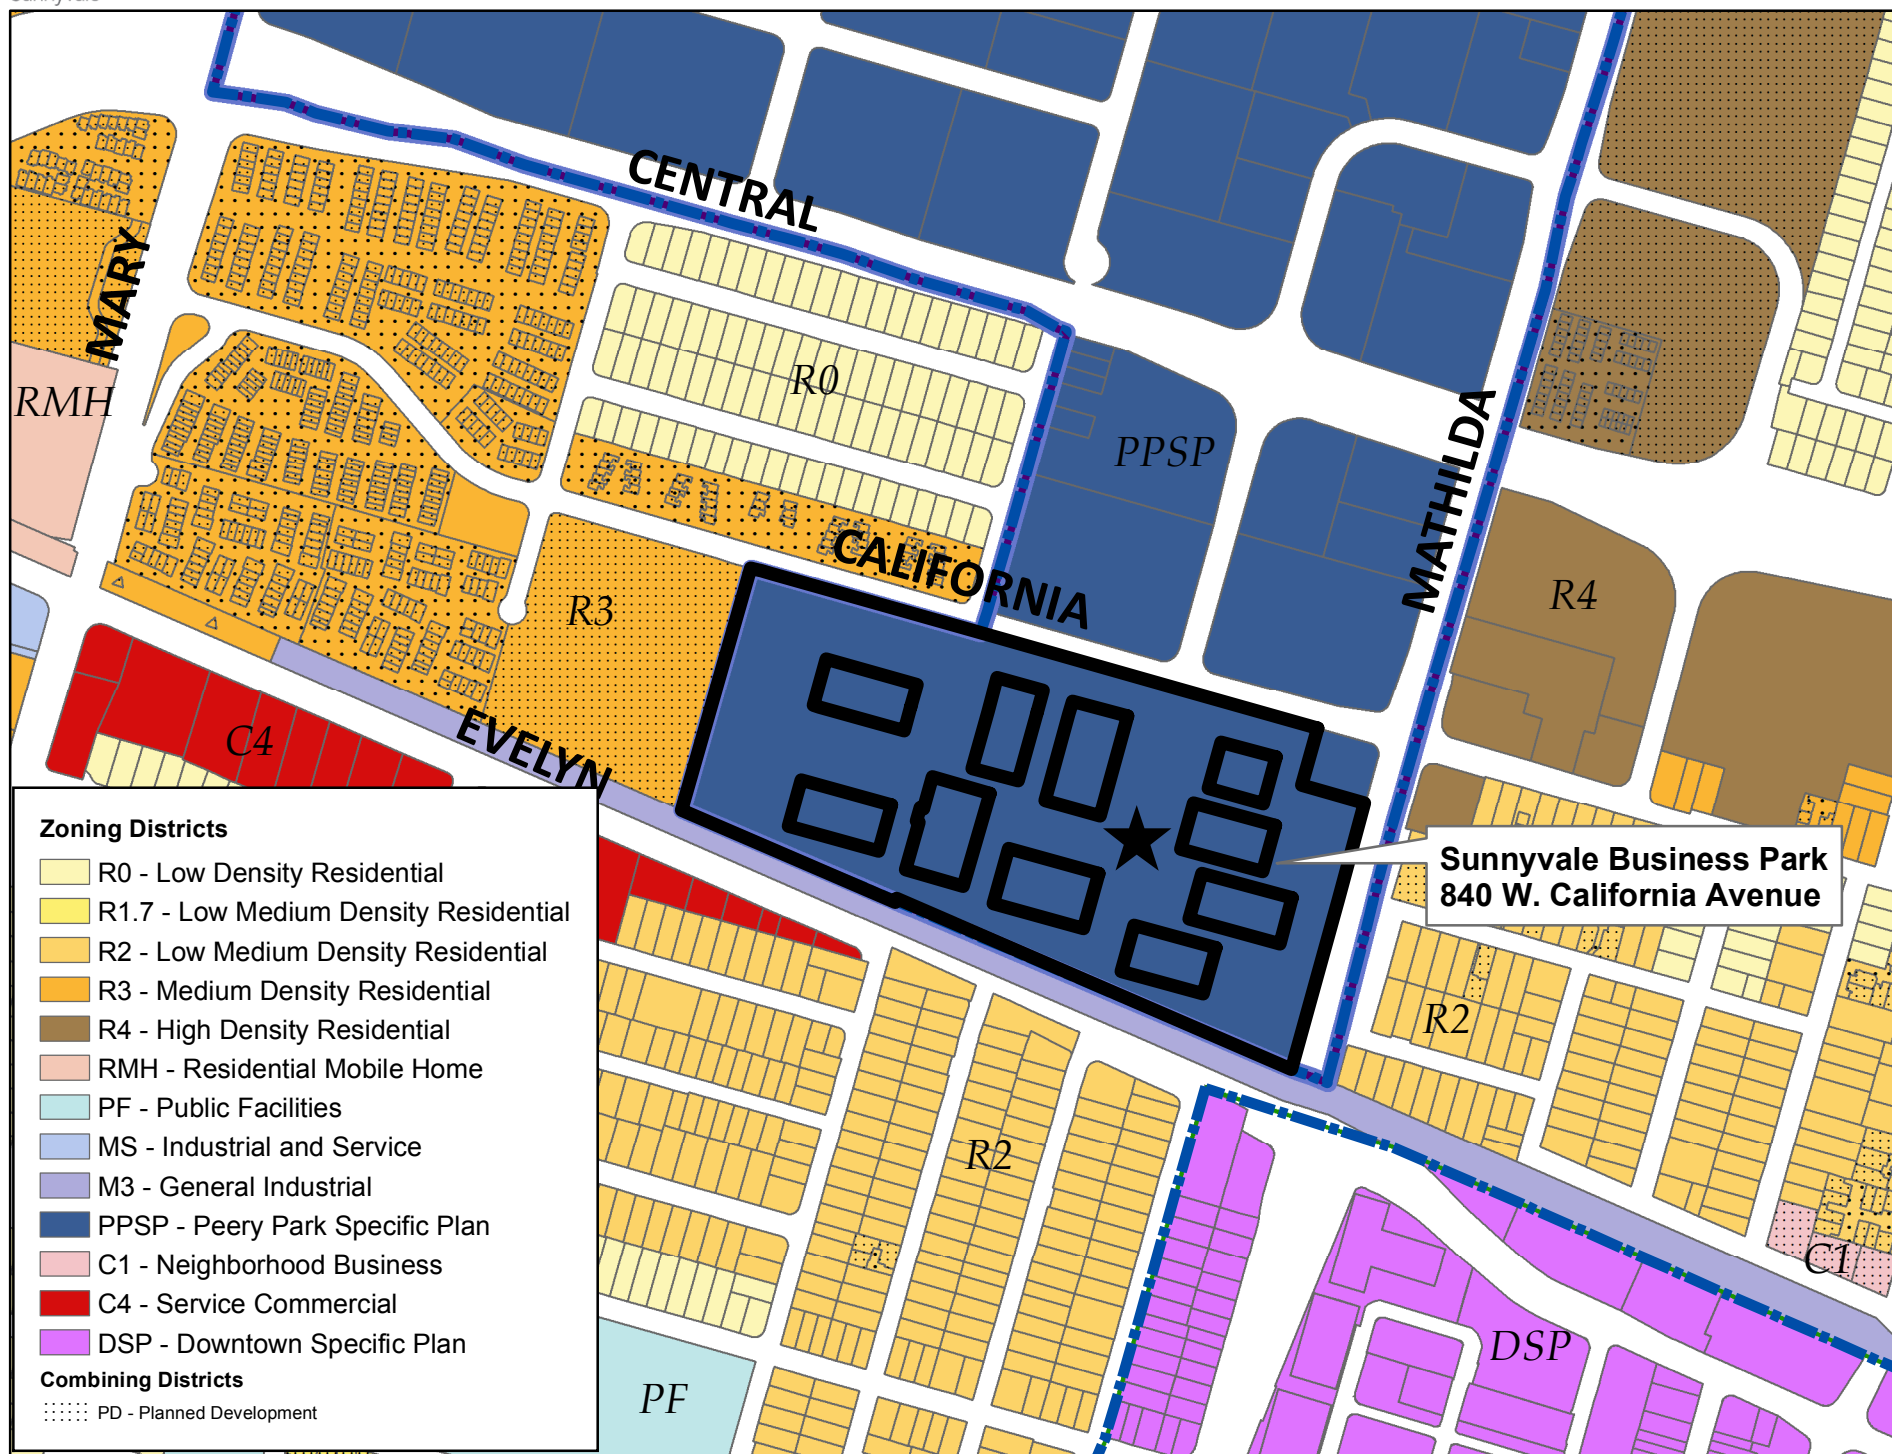 Sunnyvale
CENTRAL
MARY
RMH
R0
PPSP
MATHILDA
CALIFORNIA
R3
R4
C4
EVELYN
Sunnyvale Business Park
840 W. California Avenue
R2
R2
C1
DSP
PF
Zoning Districts
R0 - Low Density Residential
R1.7 - Low Medium Density Residential
R2 - Low Medium Density Residential
R3 - Medium Density Residential
R4 - High Density Residential
RMH - Residential Mobile Home
PF - Public Facilities
MS - Industrial and Service
M3 - General Industrial
PPSP - Peery Park Specific Plan
C1 - Neighborhood Business
C4 - Service Commercial
DSP - Downtown Specific Plan
Combining Districts
PD - Planned Development